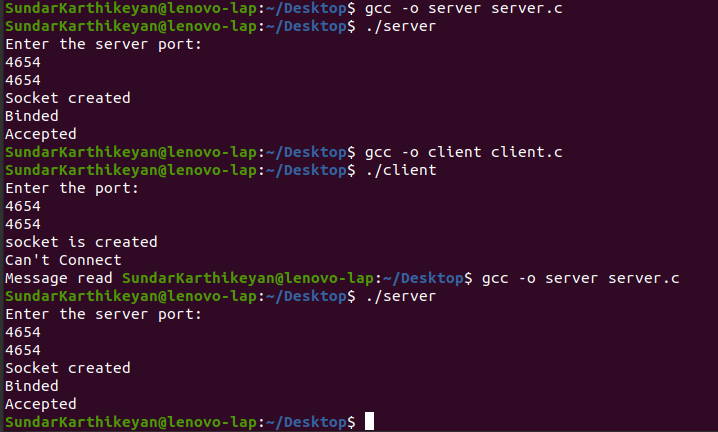 SundarKarthikeyan@lenovo-lap:~/Desktop$ gcc -o server server.c
SundarKarthikeyan@lenovo-lap:~/Desktop$ ./server
Enter the server port:
4654
4654
Socket created
Binded
Accepted
SundarKarthikeyan@lenovo-lap:~/Desktop$ gcc -o client client.c
SundarKarthikeyan@lenovo-lap:~/Desktop$ ./client
Enter the port:
4654
4654
socket is created
Can't Connect
Message read SundarKarthikeyan@lenovo-lap:~/Desktop$ gcc -o server server.c
SundarKarthikeyan@lenovo-lap:~/Desktop$ ./server
Enter the server port:
4654
4654
Socket created
Binded
Accepted
SundarKarthikeyan@lenovo-lap:~/Desktop$